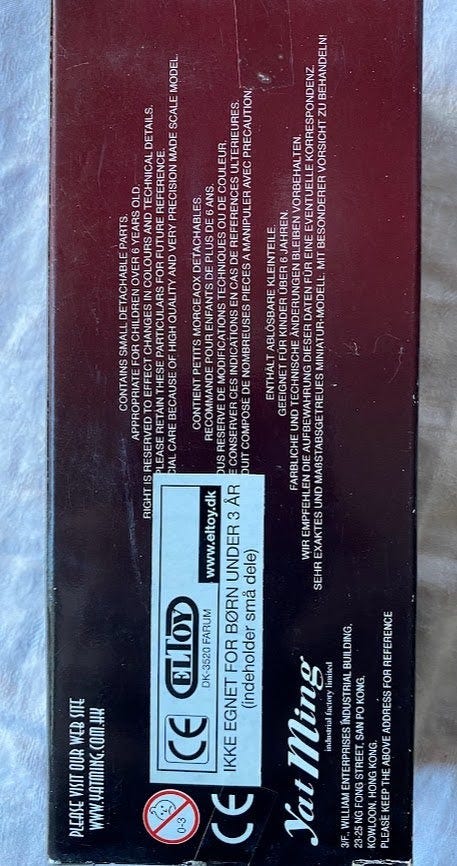 PLEASE VISIT OUR WEB SITE
WWW.YATMING.COM.HK
CONTAINS SMALL DETACHABLE PARTS.
APPROPRIATE FOR CHILDREN OVER 6 YEARS OLD.
RIGHT IS RESERVED TO EFFECT CHANGES IN COLOURS AND TECHNICAL DETAILS.
PLEASE RETAIN THESE PARTICULARS FOR FUTURE REFERENCE.
CARE BECAUSE OF HIGH QUALITY AND VERY PRECISION MADE SCALE MODEL.
CONTIENT PETITS MORCEAUX DETACHABLES.
RECOMMANDE POUR ENFANTS DE PLUS DE 6 ANS.
RESERVE DE MODIFICATIONS TECHNIQUES OU DE COULEUR.
CONSERVER CES INDICATIONS EN CAS DE REFERENCES ULTERIEURES.
COMPOSÉ DE NOMBREUSES PIECES A MANIPULER AVEC PRECAUTION.
ENTHÄLT ABLÖSBARE KLEINTEILE.
GEEIGNET FÜR KINDER ÜBER 6 JAHREN.
FARBLICHE UND TECHNISCHE ÄNDERUNGEN BLEIBEN VORBEHALTEN.
WIR EMPFEHLEN DIE AUFBEWAHRUNG DIESER DATEN FÜR EINE EVENTUELLE KORRESPONDENZ.
SEHR EXAKTES UND MAßSTABSGETREUES MINIATUR-MODELL. MIT BESONDERER VORSICHT ZU BEHANDELN!
CE ELTOY
DK-3520 FARUM
www.eltoy.dk
IKKE EGNET FOR BØRN UNDER 3 ÅR
(indeholder små dele)
0-3
CE
Yat Ming
industrial factory limited
3/F., WILLIAM ENTERPRISES INDUSTRIAL BUILDING,
23-25 NG FONG STREET, SAN PO KONG,
KOWLOON, HONG KONG.
PLEASE KEEP THE ABOVE ADDRESS FOR REFERENCE